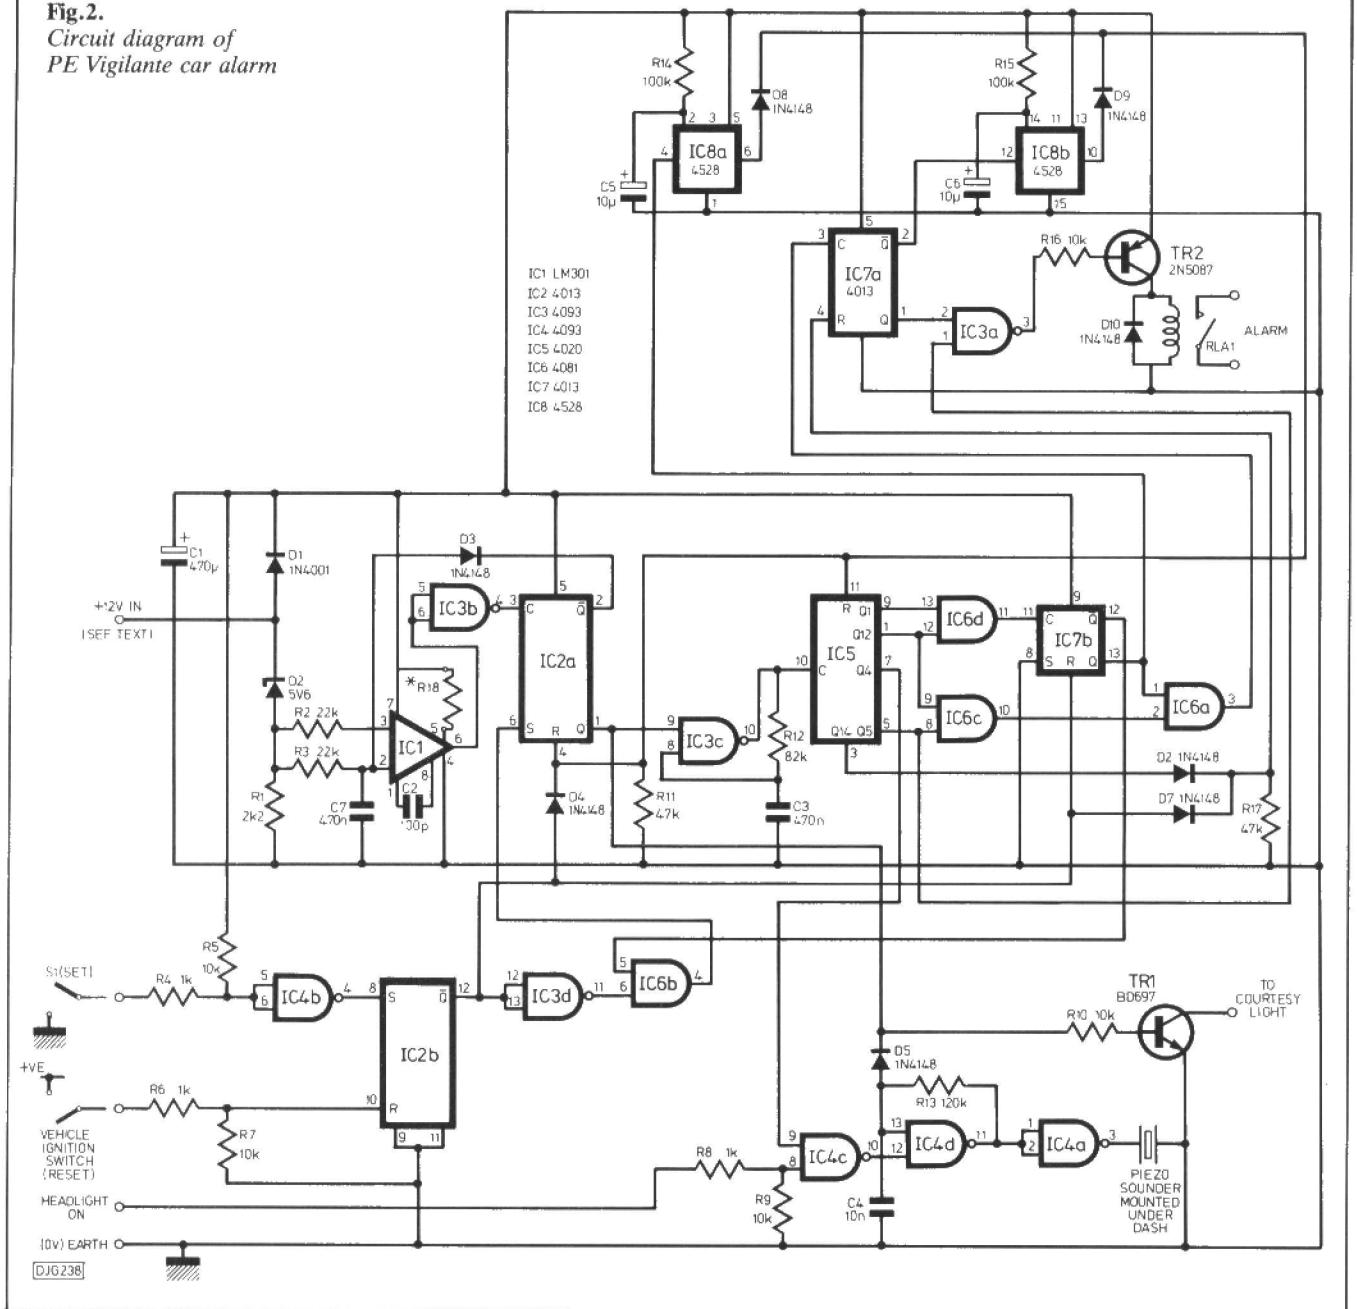 Fig.2.
Circuit diagram of
PE Vigilante car alarm
R14
100k
2 3 5
4
IC8a
4528
6
1
+
C5
10µ
D8
1N4148
R15
100k
14 11 13
12
IC8b
4528
10
15
+
C6
10µ
D9
1N4148
IC1 LM301
IC2 4013
IC3 4093
IC4 4093
IC5 4020
IC6 4081
IC7 4013
IC8 4528
5
3 C Q̅ 2
IC7a
4013
4 R Q 1
2
1
IC3a
3
R16 10k
TR2
2N5087
D10
1N4148
RLA1
ALARM
+
C1
470µ
D1
1N4001
+12V IN
(SEE TEXT)
D2
5V6
R2 22k
R3 22k
R1
2k2
C7
470n
C2
100p
7
3
2
IC1
5
6
4
8
1
*R18
D3
1N4148
5
6
IC3b
4
5
3 C Q̅ 2
IC2a
6 S Q 1
R
4
D4
1N4148
R11
47k
9
8
IC3c
10
R12
82k
C3
470n
11
R Q1 9
Q12 1
10 C IC5 Q4 7
Q14 Q5 5
3
13
12
IC6d
11
9
8
IC6c
10
9
11 C Q̅ 12
IC7b
8 S R Q 13
1
2
IC6a
3
D2 1N4148
D7 1N4148
R17
47k
S1(SET)
R4 1k
R5
10k
5
6
IC4b
4
8 S Q̅ 12
IC2b
10 R
9 11
12
13
IC3d
11
5
6
IC6b
4
+VE
R6 1k
R7
10k
VEHICLE
IGNITION
SWITCH
(RESET)
HEADLIGHT
ON
(0V) EARTH
DJG238
R8 1k
R9
10k
9
8
IC4c
10
D5
1N4148
R13 120k
13
12
IC4d
11
C4
10n
1
2
IC4a
3
R10 10k
TR1
BD697
TO
COURTESY
LIGHT
PIEZO
SOUNDER
MOUNTED
UNDER
DASH